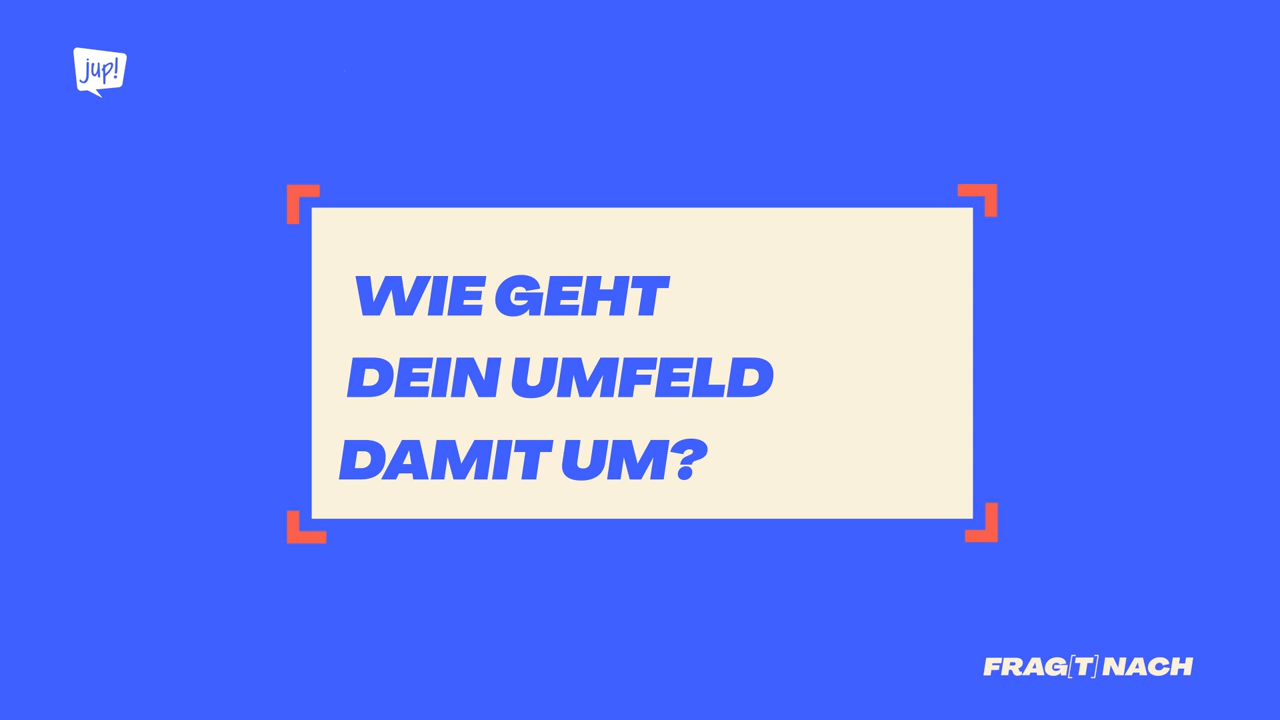 jup!
WIE GEHT
DEIN UMFELD
DAMIT UM?
FRAG[T] NACH